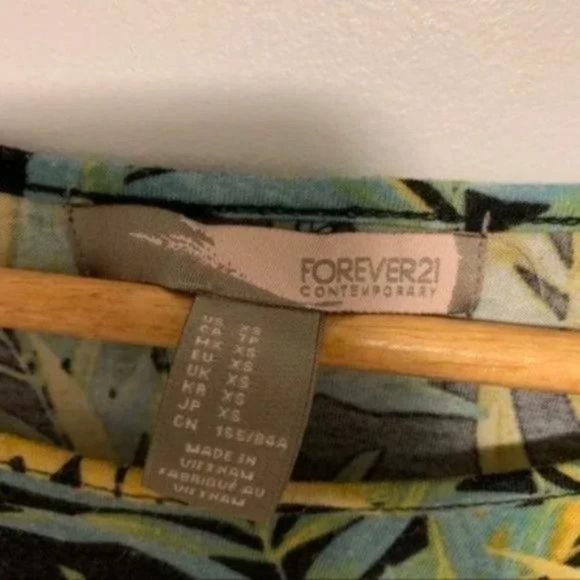 FOREVER21
CONTEMPORARY
US XS
CA TP
MX XS
EU XS
UK XS
KR XS
JP XS
CN 155/84A
MADE IN
VIETNAM
FABRIQUÉ AU
VIETNAM